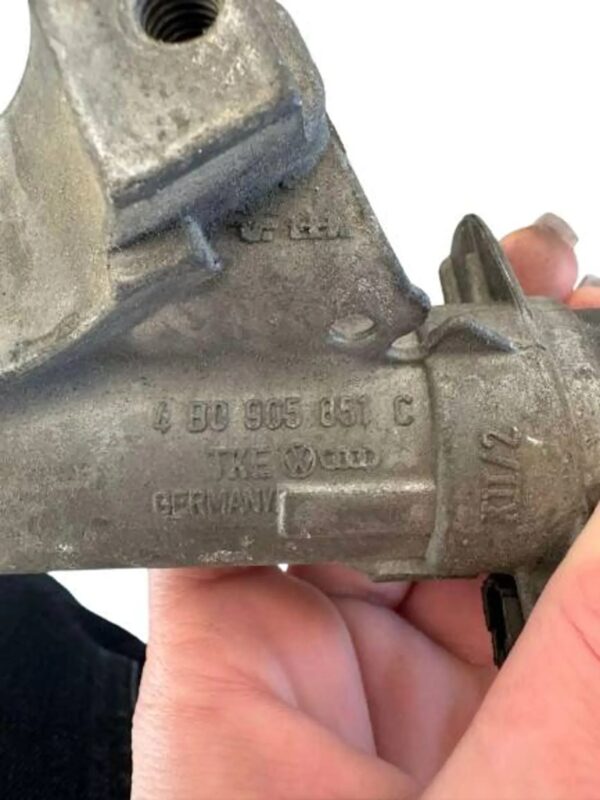 4 B0 905 851 C
TKE
GERMANY
XII/2